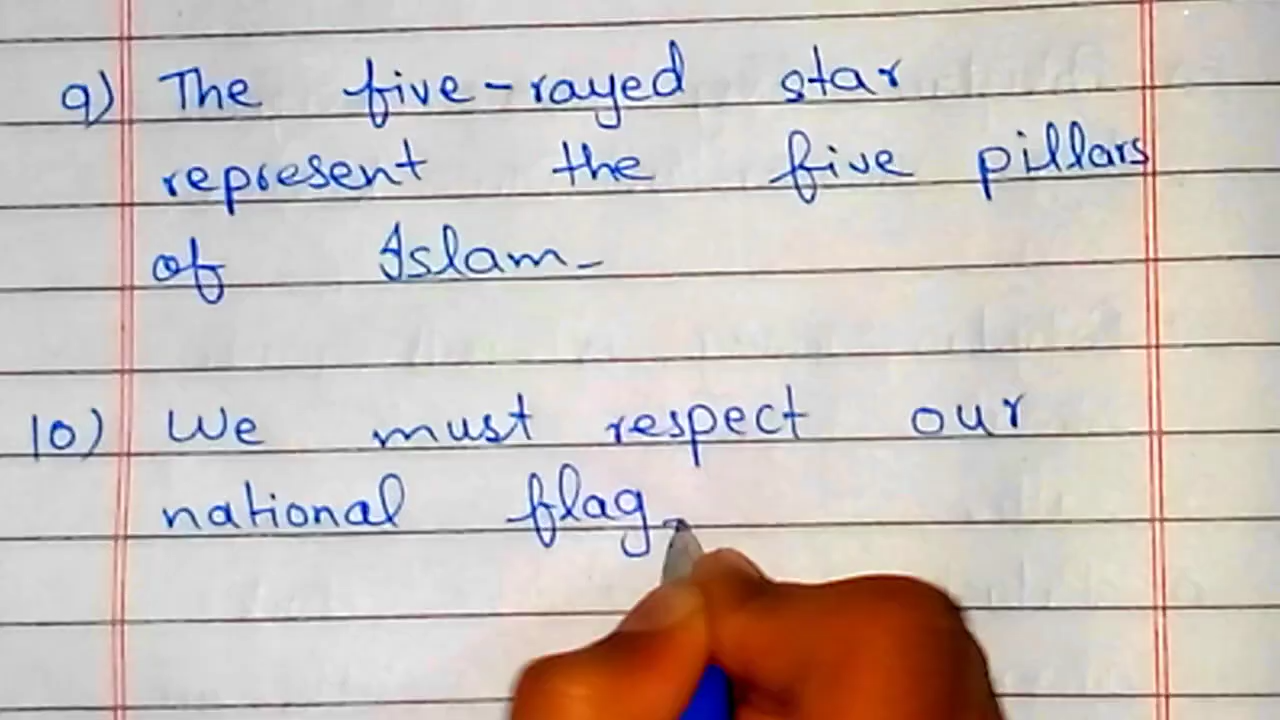 9) The five-rayed star
represent the five pillars
of Islam-
10) We must respect our
national flag